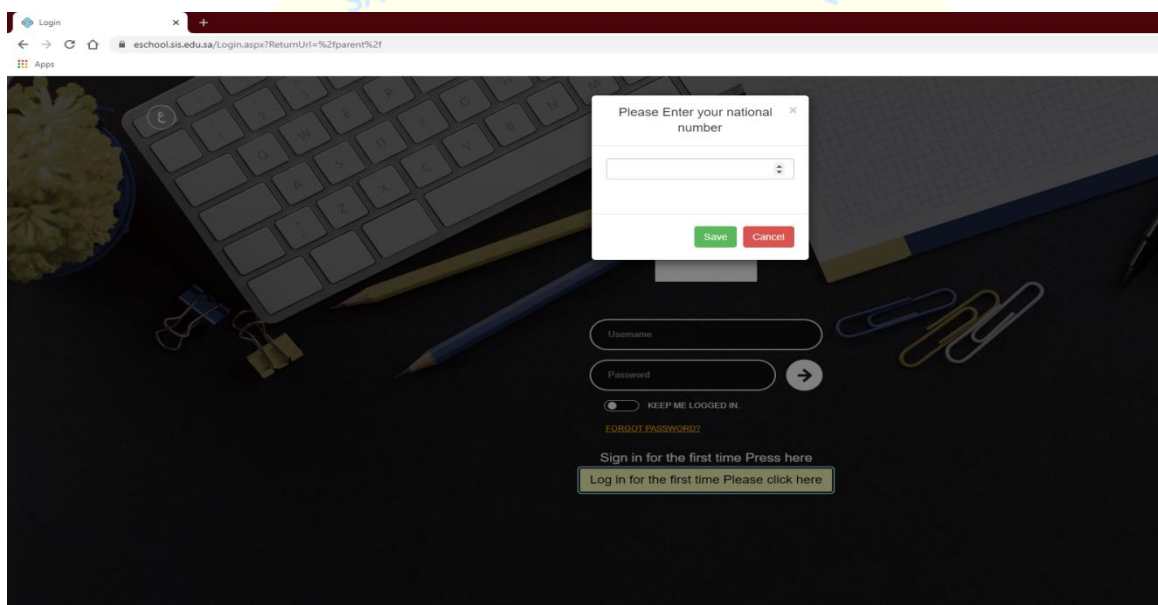 Login
eschool.sis.edu.sa/Login.aspx?ReturnUrl=%2fparent%2f
Apps
ع
Please Enter your national
number
Save Cancel
Username
Password
KEEP ME LOGGED IN.
FORGOT PASSWORD?
Sign in for the first time Press here
Log in for the first time Please click here